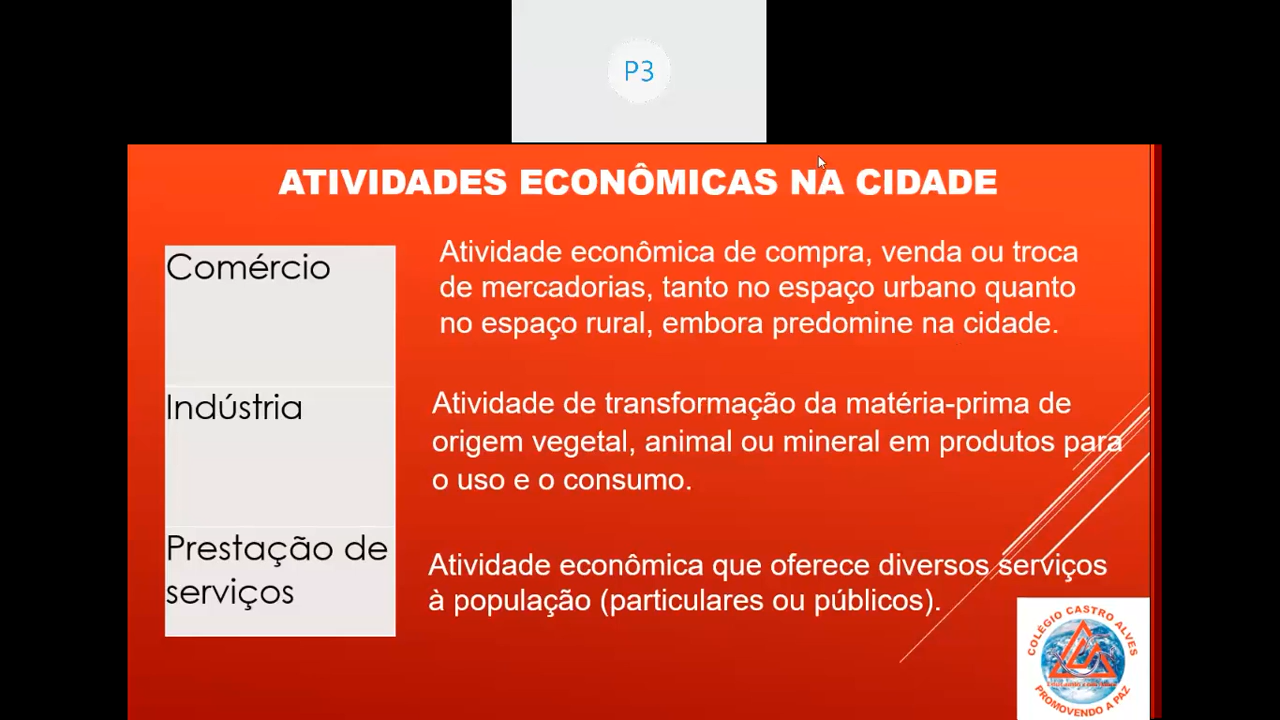 P3
ATIVIDADES ECONÔMICAS NA CIDADE
Comércio
Atividade econômica de compra, venda ou troca
de mercadorias, tanto no espaço urbano quanto
no espaço rural, embora predomine na cidade.
Indústria
Atividade de transformação da matéria-prima de
origem vegetal, animal ou mineral em produtos para
o uso e o consumo.
Prestação de
serviços
Atividade econômica que oferece diversos serviços
à população (particulares ou públicos).
COLÉGIO CASTRO ALVES
PROMOVENDO A PAZ